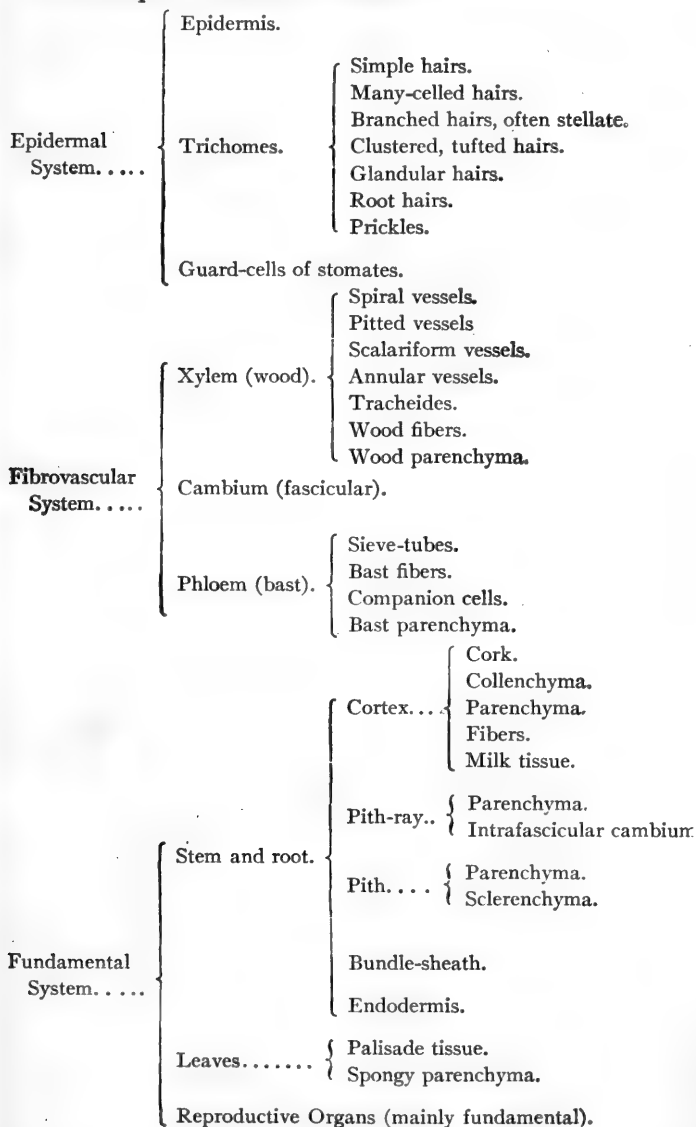 Epidermis.
Simple hairs.
Many-celled hairs.
Branched hairs, often stellate.
Epidermal
System.....
Trichomes.
Clustered, tufted hairs.
Glandular hairs.
Root hairs.
Prickles.
Guard-cells of stomates.
Spiral vessels.
Pitted vessels
Scalariform vessels.
Xylem (wood).
Annular vessels.
Tracheides.
Wood fibers.
Wood parenchyma.
Fibrovascular
System.....
Cambium (fascicular).
Sieve-tubes.
Bast fibers.
Phloem (bast).
Companion cells.
Bast parenchyma.
Cork.
Collenchyma.
Cortex....
Parenchyma.
Fibers.
Milk tissue.
Pith-ray..
Parenchyma.
Intrafascicular cambium
Stem and root.
Pith....
Parenchyma.
Sclerenchyma.
Fundamental
System.....
Bundle-sheath.
Endodermis.
Leaves.......
Palisade tissue.
Spongy parenchyma.
Reproductive Organs (mainly fundamental).